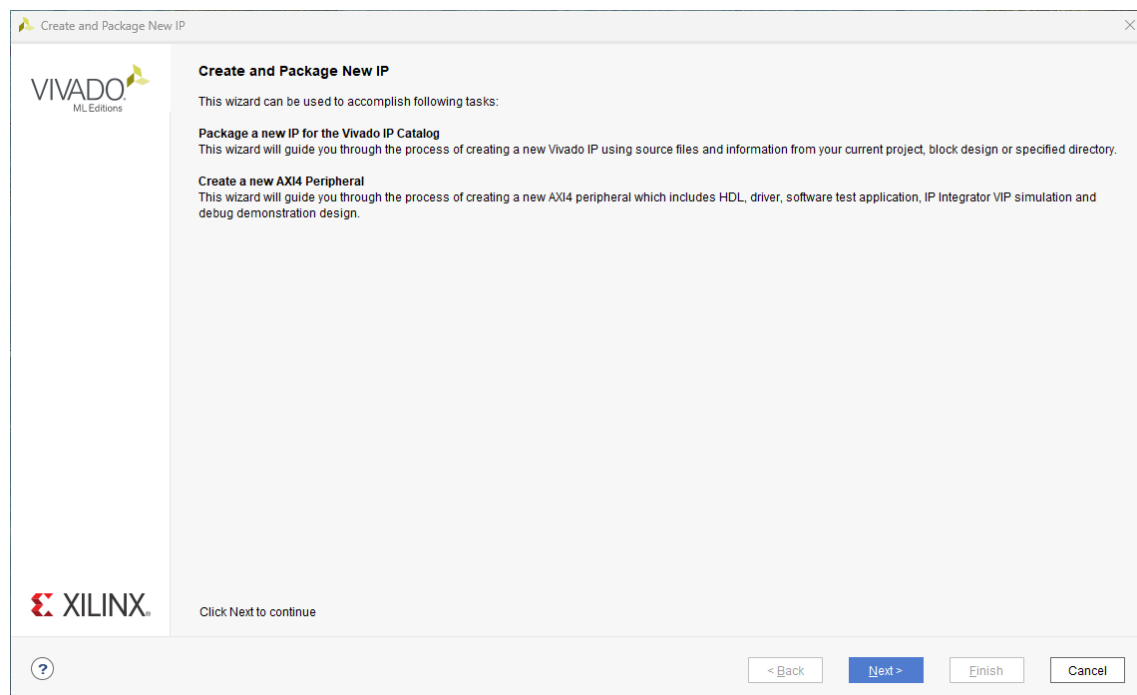 Create and Package New IP
VIVADO.
ML Editions
Create and Package New IP
This wizard can be used to accomplish following tasks:
Package a new IP for the Vivado IP Catalog
This wizard will guide you through the process of creating a new Vivado IP using source files and information from your current project, block design or specified directory.
Create a new AXI4 Peripheral
This wizard will guide you through the process of creating a new AXI4 peripheral which includes HDL, driver, software test application, IP Integrator VIP simulation and
debug demonstration design.
XILINX.
Click Next to continue
?
< Back
Next >
Finish
Cancel